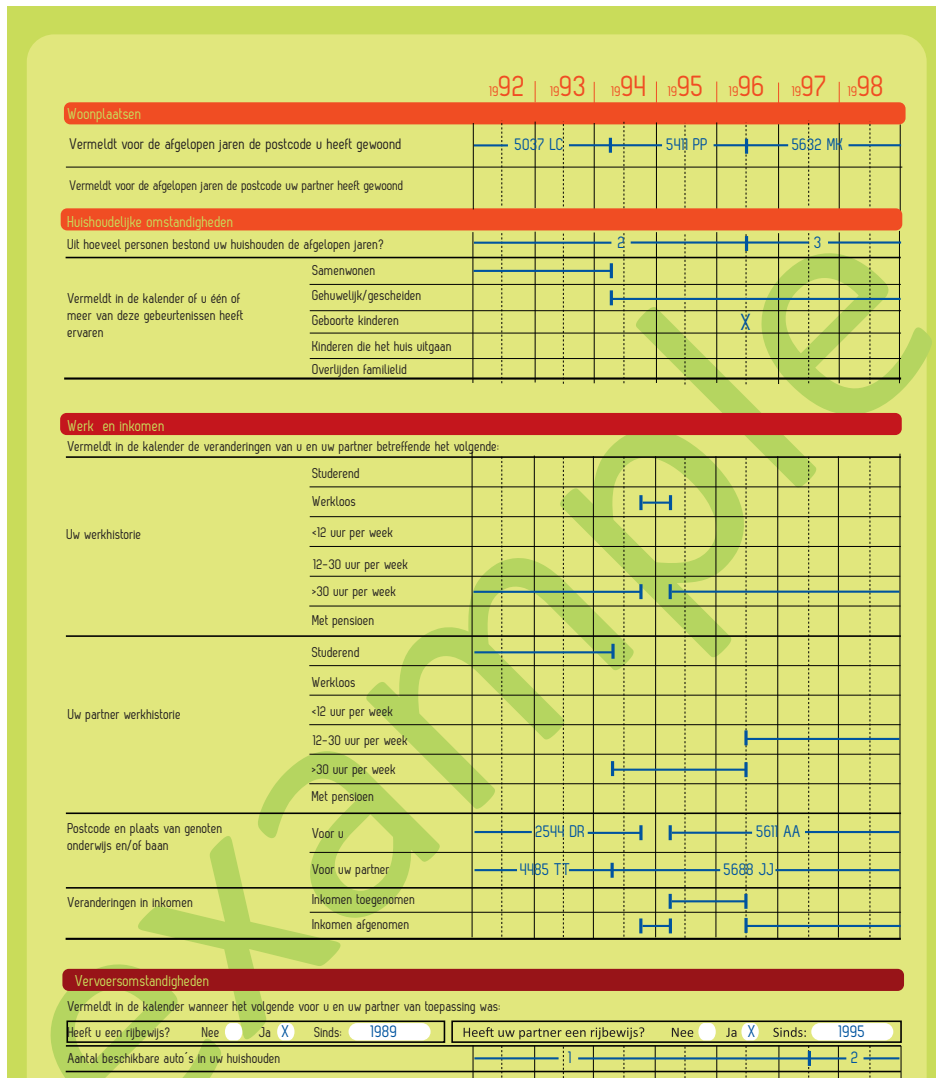 1992 | 1993 | 1994 | 1995 | 1996 | 1997 | 1998
Woonplaatsen
Vermeldt voor de afgelopen jaren de postcode u heeft gewoond 5037 LC 5411 PP 5632 MK
Vermeldt voor de afgelopen jaren de postcode uw partner heeft gewoond
Huishoudelijke omstandigheden
Uit hoeveel personen bestond uw huishouden de afgelopen jaren? 2 3
Vermeldt in de kalender of u één of
meer van deze gebeurtenissen heeft
ervaren
Samenwonen
Gehuwelijk/gescheiden
Geboorte kinderen X
Kinderen die het huis uitgaan
Overlijden familielid
Werk en inkomen
Vermeldt in de kalender de veranderingen van u en uw partner betreffende het volgende:
Uw werkhistorie
Studerend
Werkloos
<12 uur per week
12-30 uur per week
>30 uur per week
Met pensioen
Uw partner werkhistorie
Studerend
Werkloos
<12 uur per week
12-30 uur per week
>30 uur per week
Met pensioen
Postcode en plaats van genoten
onderwijs en/of baan
Voor u 2544 DR 5611 AA
Voor uw partner 4485 TT 5688 JJ
Veranderingen in inkomen
Inkomen toegenomen
Inkomen afgenomen
Vervoersomstandigheden
Vermeldt in de kalender wanneer het volgende voor u en uw partner van toepassing was:
Heeft u een rijbewijs? Nee Ja X Sinds: 1989 Heeft uw partner een rijbewijs? Nee Ja X Sinds: 1995
Aantal beschikbare auto´s in uw huishouden 1 2
example